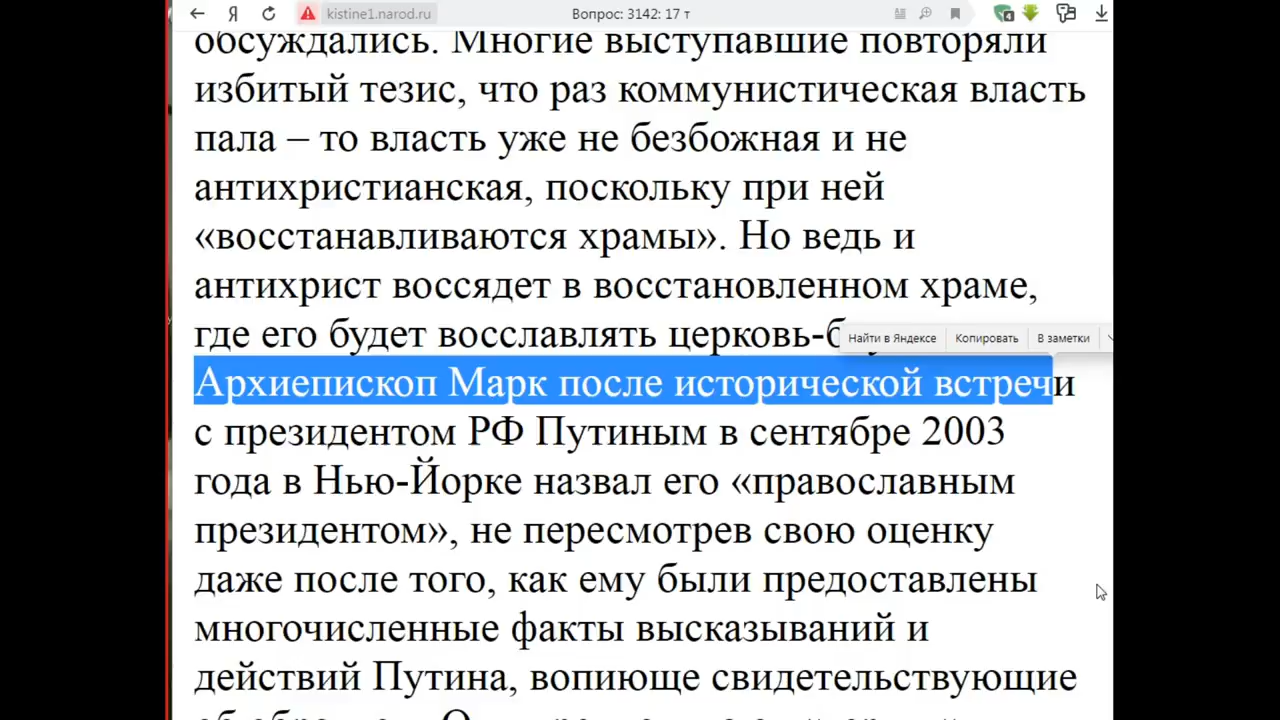 Я kistine1.narod.ru Вопрос: 3142: 17 т 4
обсуждались. Многие выступавшие повторяли
избитый тезис, что раз коммунистическая власть
пала – то власть уже не безбожная и не
антихристианская, поскольку при ней
«восстанавливаются храмы». Но ведь и
антихрист воссядет в восстановленном храме,
где его будет восславлять
Найти в Яндексе Копировать В заметки
Архиепископ Марк после исторической встречи
с президентом РФ Путиным в сентябре 2003
года в Нью-Йорке назвал его «православным
президентом», не пересмотрев свою оценку
даже после того, как ему были предоставлены
многочисленные факты высказываний и
действий Путина, вопиюще свидетельствующие